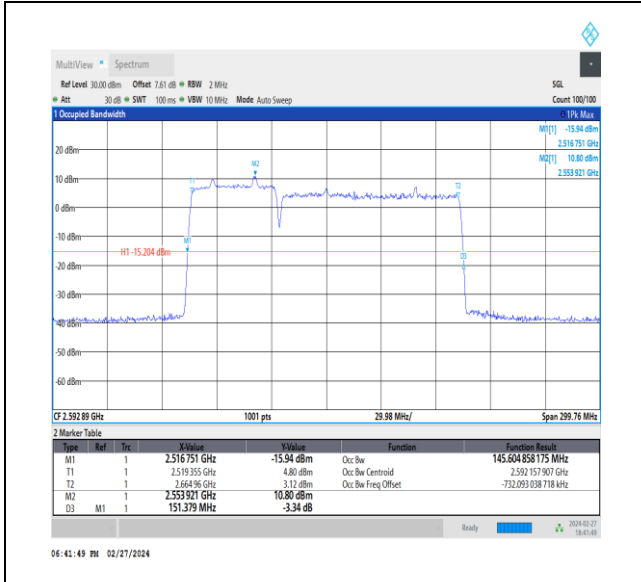 MultiView Spectrum
Ref Level 30.00 dBm Offset 7.61 dB RBW 2 MHz SGL
Att 30 dB SWT 100 ms VBW 10 MHz Mode Auto Sweep Count 100/100
1 Occupied Bandwidth 1Pk Max
M1[1] -15.94 dBm
2.516 751 GHz
M2[1] 10.80 dBm
2.553 921 GHz
20 dBm
M2
10 dBm
T1
T2
0 dBm
-10 dBm
M1
H1 -15.204 dBm
D3
-20 dBm
-30 dBm
-40 dBm
-50 dBm
-60 dBm
CF 2.592 89 GHz 1001 pts 29.98 MHz/ Span 299.76 MHz
2 Marker Table
Type Ref Trc X-Value Y-Value Function Function Result
M1 1 2.516 751 GHz -15.94 dBm Occ Bw 145.604 858 175 MHz
T1 1 2.519 355 GHz 4.80 dBm Occ Bw Centroid 2.592 157 907 GHz
T2 1 2.664 96 GHz 3.12 dBm Occ Bw Freq Offset -732.093 038 718 kHz
M2 1 2.553 921 GHz 10.80 dBm
D3 M1 1 151.379 MHz -3.34 dB
Ready 2024-02-27
18:41:49
06:41:49 PM 02/27/2024